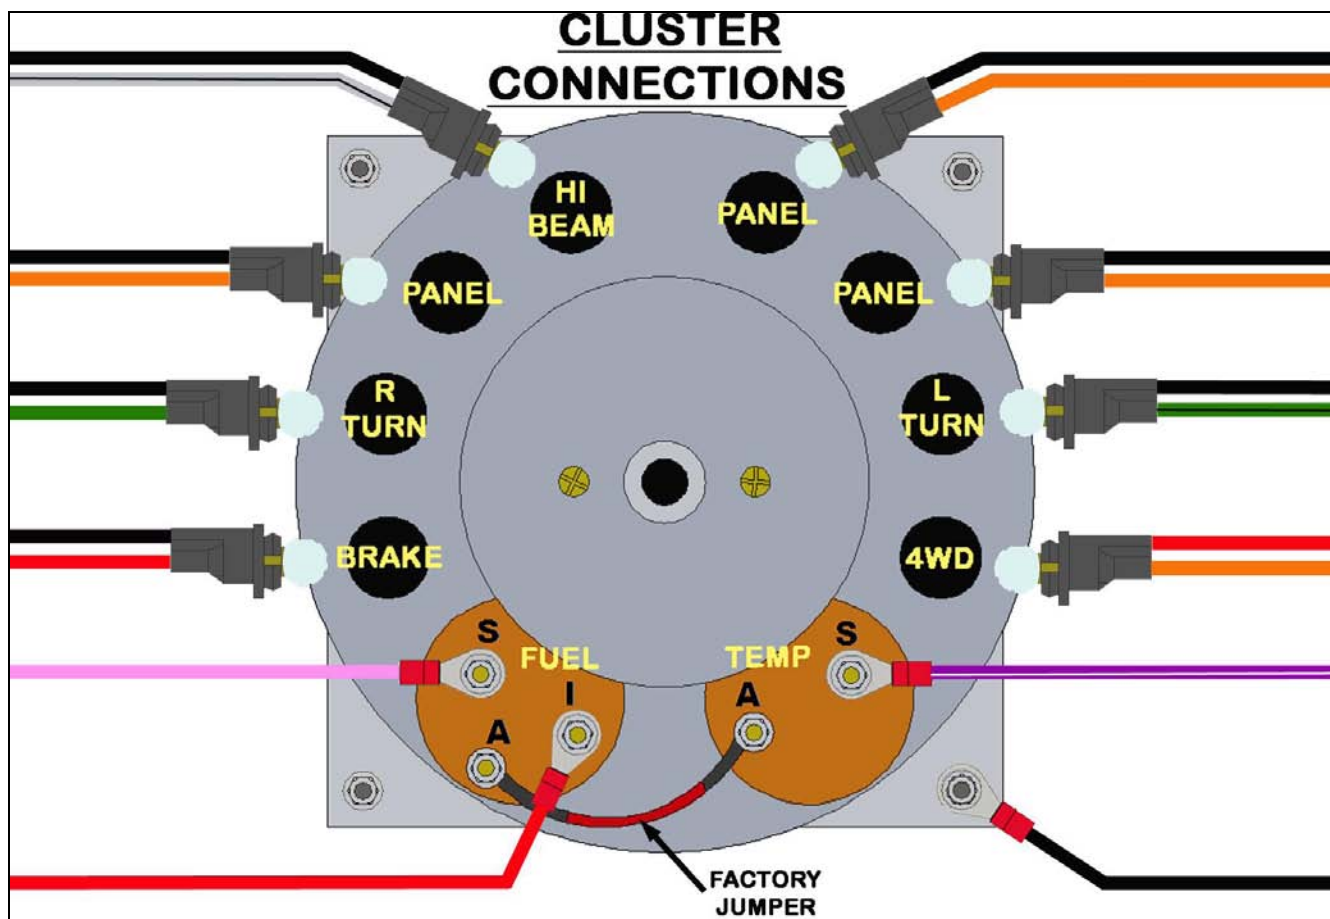 CLUSTER
CONNECTIONS
HI
BEAM
PANEL
PANEL
PANEL
R
TURN
L
TURN
BRAKE
4WD
S
FUEL
I
A
TEMP
S
A
FACTORY
JUMPER